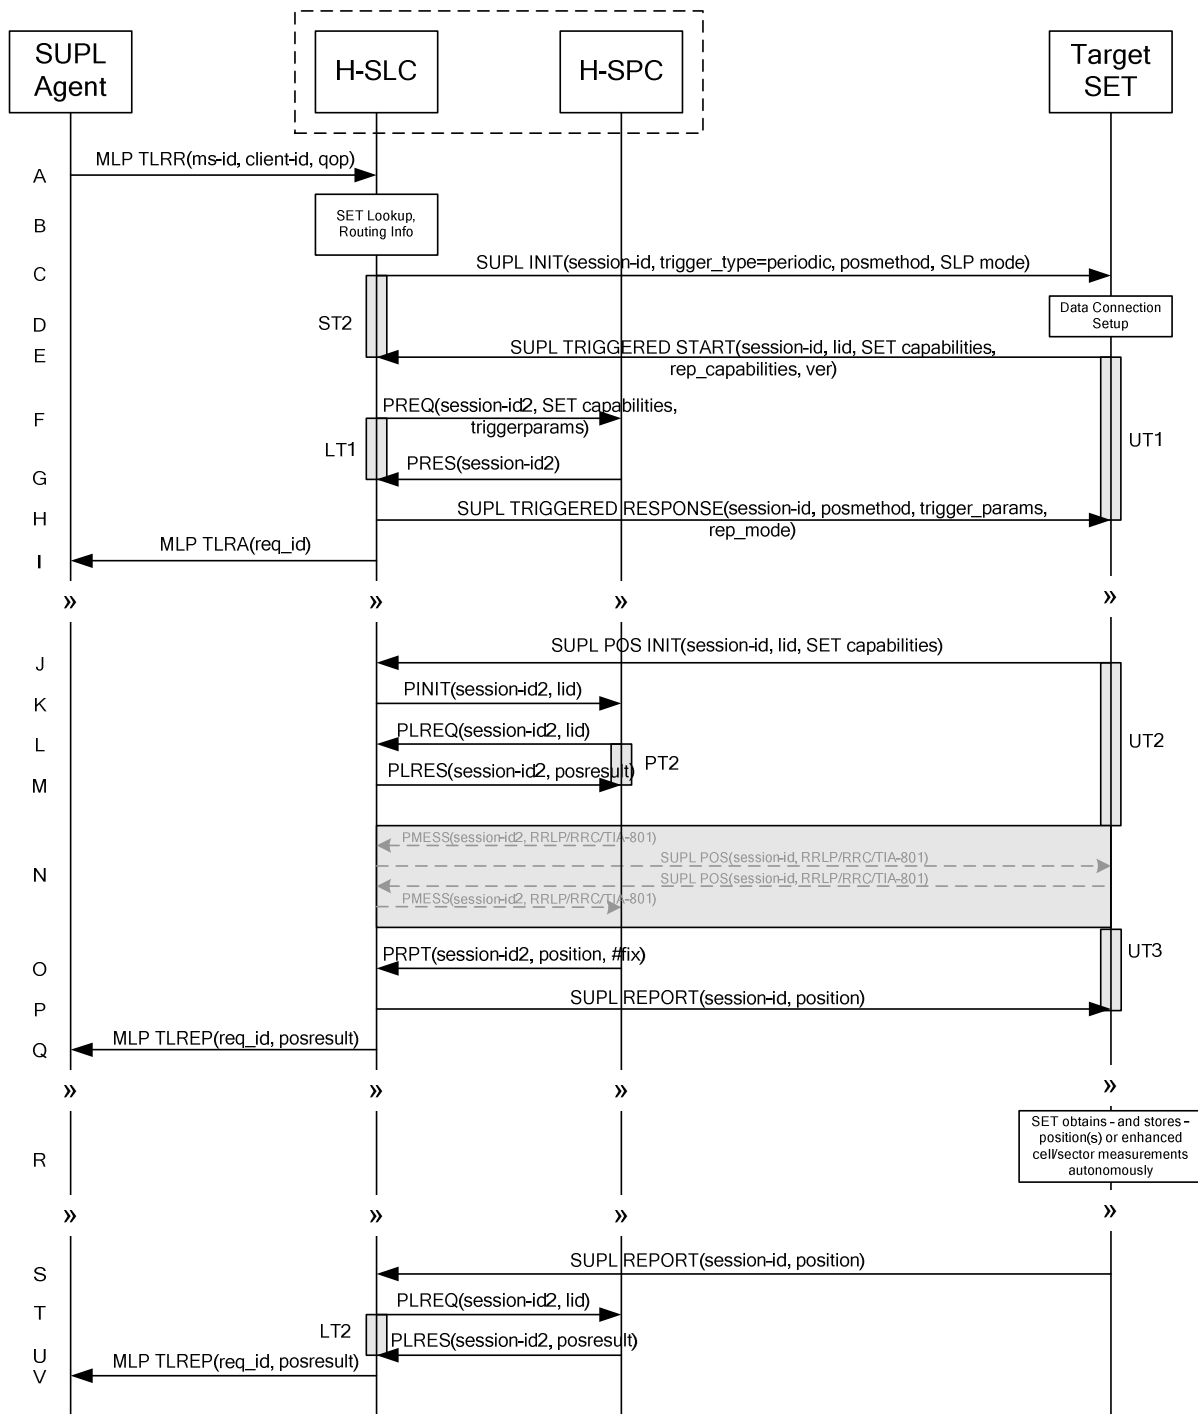 SUPL
Agent
H-SLC
H-SPC
Target
SET
A
MLP TLRR(ms-id, client-id, qop)
B
SET Lookup,
Routing Info
C
SUPL INIT(session-id, trigger_type=periodic, posmethod, SLP mode)
D
ST2
Data Connection
Setup
E
SUPL TRIGGERED START(session-id, lid, SET capabilities,
rep_capabilities, ver)
F
PREQ(session-id2, SET capabilities,
triggerparams)
LT1
UT1
G
PRES(session-id2)
H
SUPL TRIGGERED RESPONSE(session-id, posmethod, trigger_params,
rep_mode)
I
MLP TLRA(req_id)
»
»
»
»
J
SUPL POS INIT(session-id, lid, SET capabilities)
K
PINIT(session-id2, lid)
L
PLREQ(session-id2, lid)
PT2
UT2
M
PLRES(session-id2, posresult)
N
PMESS(session-id2, RRLP/RRC/TIA-801)
SUPL POS(session-id, RRLP/RRC/TIA-801)
SUPL POS(session-id, RRLP/RRC/TIA-801)
PMESS(session-id2, RRLP/RRC/TIA-801)
O
PRPT(session-id2, position, #fix)
UT3
P
SUPL REPORT(session-id, position)
Q
MLP TLREP(req_id, posresult)
»
»
»
»
R
SET obtains - and stores -
position(s) or enhanced
cell/sector measurements
autonomously
»
»
»
»
S
SUPL REPORT(session-id, position)
T
PLREQ(session-id2, lid)
LT2
U
PLRES(session-id2, posresult)
V
MLP TLREP(req_id, posresult)